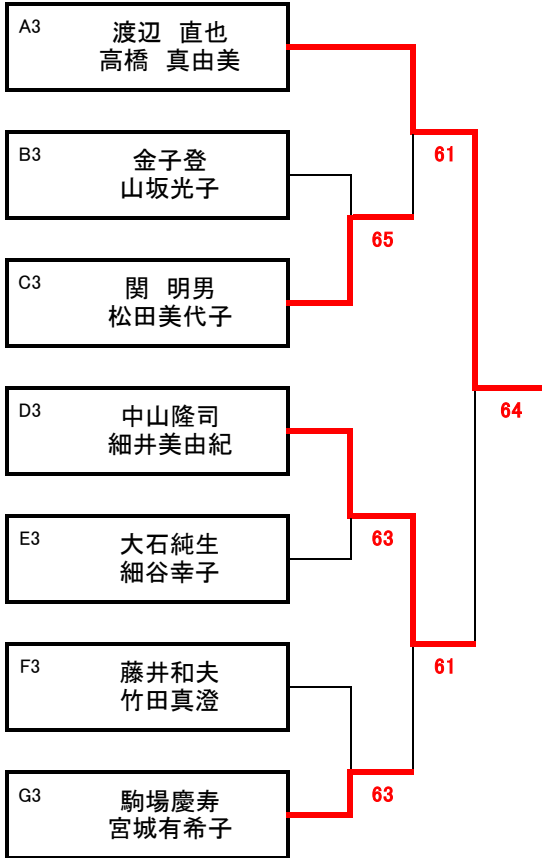 A3
渡辺　直也
高橋　真由美
61
B3
金子登
山坂光子
65
C3
関　明男
松田美代子
64
D3
中山隆司
細井美由紀
63
E3
大石純生
細谷幸子
61
F3
藤井和夫
竹田真澄
63
G3
駒場慶寿
宮城有希子